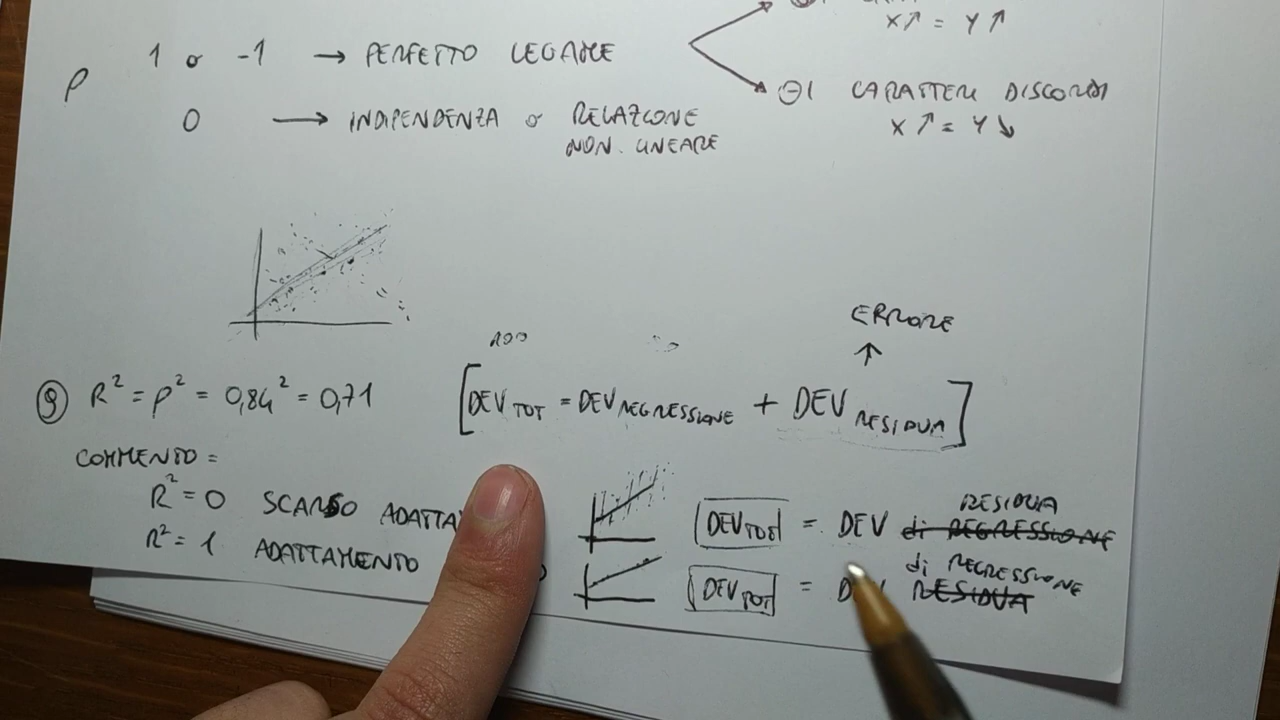 X↗ = Y↗
ρ
1 o -1 → PERFETTO LEGAME
⊖1 CARATTERI DISCORDI
X↗ = Y↘
0 → INDIPENDENZA o RELAZIONE
NON LINEARE
ERRORE
↑
100
⑨ R² = ρ² = 0,84² = 0,71
[DEV TOT = DEV REGRESSIONE + DEV RESIDUA]
COMMENTO =
R² = 0 SCARSO
R² = 1 ADATTAMENTO
RESIDUA
DEV TOT = DEV di REGRESSIONE
di REGRESSIONE
DEV TOT = RESIDUA